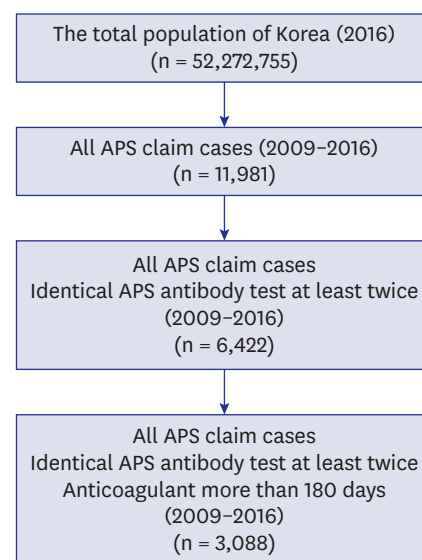 The total population of Korea (2016)
(n = 52,272,755)
All APS claim cases (2009–2016)
(n = 11,981)
All APS claim cases
Identical APS antibody test at least twice
(2009–2016)
(n = 6,422)
All APS claim cases
Identical APS antibody test at least twice
Anticoagulant more than 180 days
(2009–2016)
(n = 3,088)